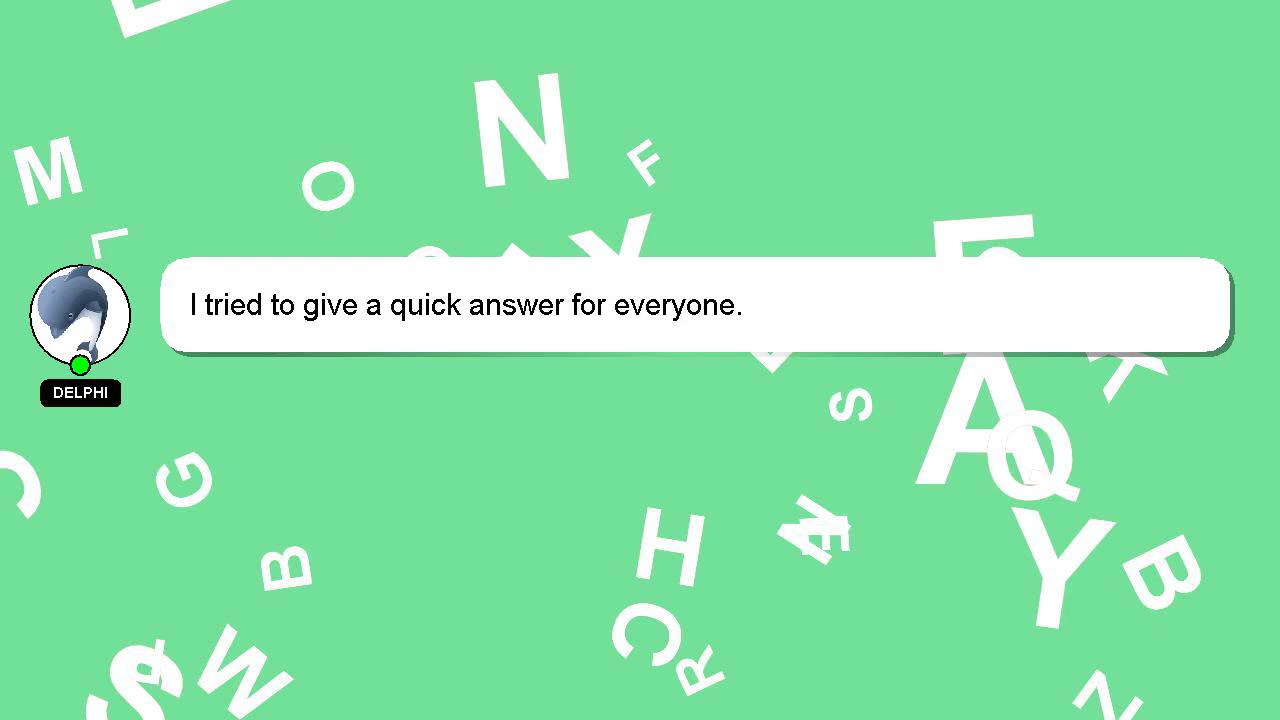 I tried to give a quick answer for everyone.
DELPHI
E
N
M
O
F
L
Y
A
Q
S
K
G
B
H
C
R
W
S
Y
B
N
C